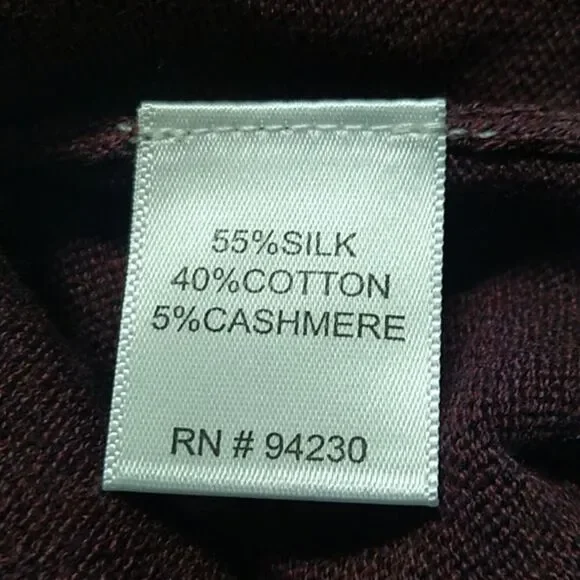 55%SILK
40%COTTON
5%CASHMERE
RN # 94230